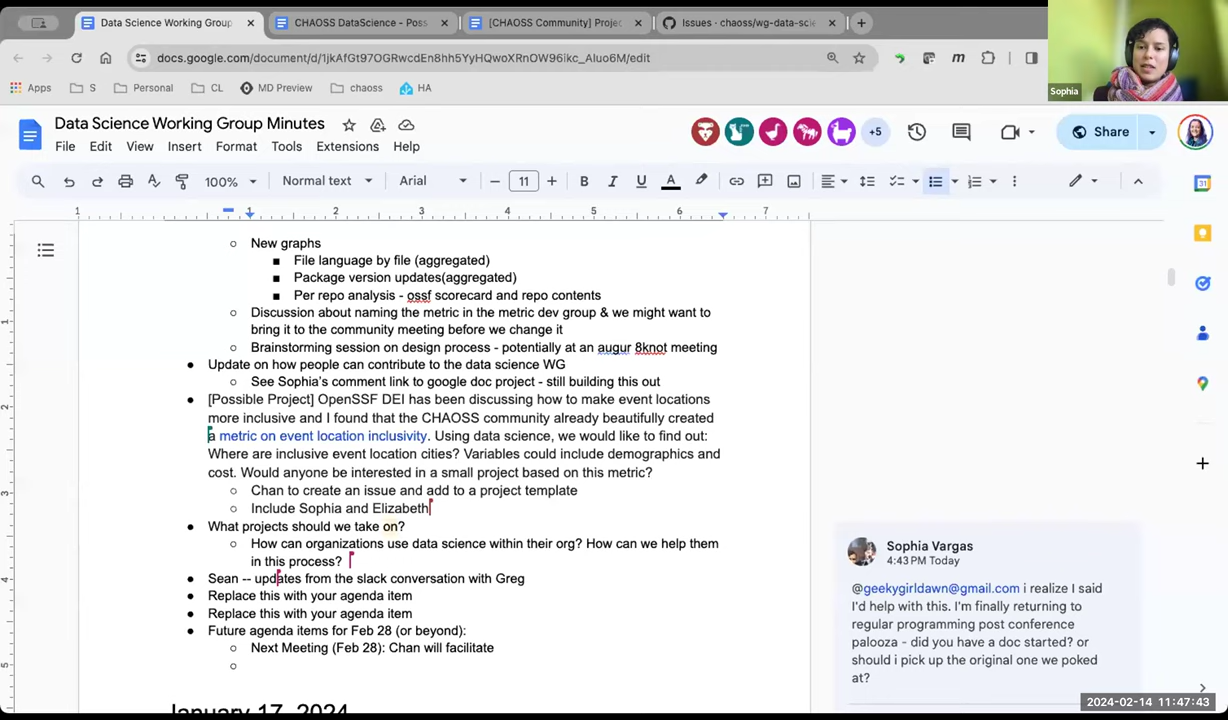 Data Science Working Group
CHAOSS DataScience - Poss
[CHAOSS Community] Projec
Issues · chaoss/wg-data-scie
docs.google.com/document/d/1jkAfGt97OGRwcdEn8hh5YyHQwoXRnOW96ikc_Aluo6M/edit
Apps
S
Personal
CL
MD Preview
chaoss
HA
Sophia
Data Science Working Group Minutes
+5
Share
File Edit View Insert Format Tools Extensions Help
100%
Normal text
Arial
11
1 1 2 3 4 5 6 7
New graphs
File language by file (aggregated)
Package version updates(aggregated)
Per repo analysis - ossf scorecard and repo contents
Discussion about naming the metric in the metric dev group & we might want to
bring it to the community meeting before we change it
Brainstorming session on design process - potentially at an augur 8knot meeting
Update on how people can contribute to the data science WG
See Sophia's comment link to google doc project - still building this out
[Possible Project] OpenSSF DEI has been discussing how to make event locations
more inclusive and I found that the CHAOSS community already beautifully created
a metric on event location inclusivity. Using data science, we would like to find out:
Where are inclusive event location cities? Variables could include demographics and
cost. Would anyone be interested in a small project based on this metric?
Chan to create an issue and add to a project template
Include Sophia and Elizabeth
What projects should we take on?
How can organizations use data science within their org? How can we help them
in this process?
Sean -- updates from the slack conversation with Greg
Replace this with your agenda item
Replace this with your agenda item
Future agenda items for Feb 28 (or beyond):
Next Meeting (Feb 28): Chan will facilitate
January 17, 2024
Sophia Vargas
4:43 PM Today
@geekygirldawn@gmail.com i realize I said
I'd help with this. I'm finally returning to
regular programming post conference
palooza - did you have a doc started? or
should i pick up the original one we poked
at?
2024-02-14 11:47:43